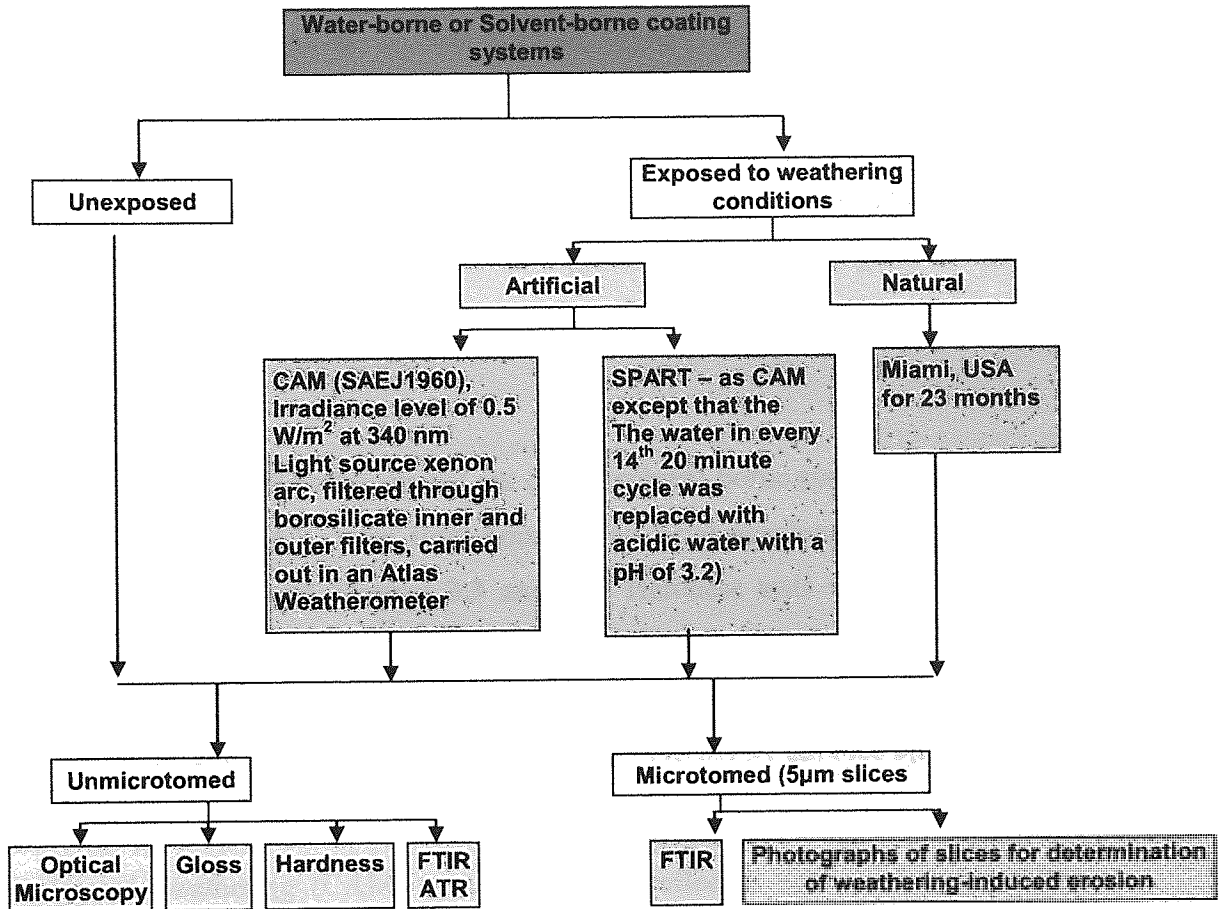 Water-borne or Solvent-borne coating
systems
Unexposed
Exposed to weathering
conditions
Artificial
Natural
CAM (SAEJ1960),
Irradiance level of 0.5
W/m² at 340 nm
Light source xenon
arc, filtered through
borosilicate inner and
outer filters, carried
out in an Atlas
Weatherometer
SPART – as CAM
except that the
The water in every
14th 20 minute
cycle was
replaced with
acidic water with a
pH of 3.2)
Miami, USA
for 23 months
Unmicrotomed
Microtomed (5µm slices
Optical
Microscopy
Gloss
Hardness
FTIR
ATR
FTIR
Photographs of slices for determination
of weathering-induced erosion